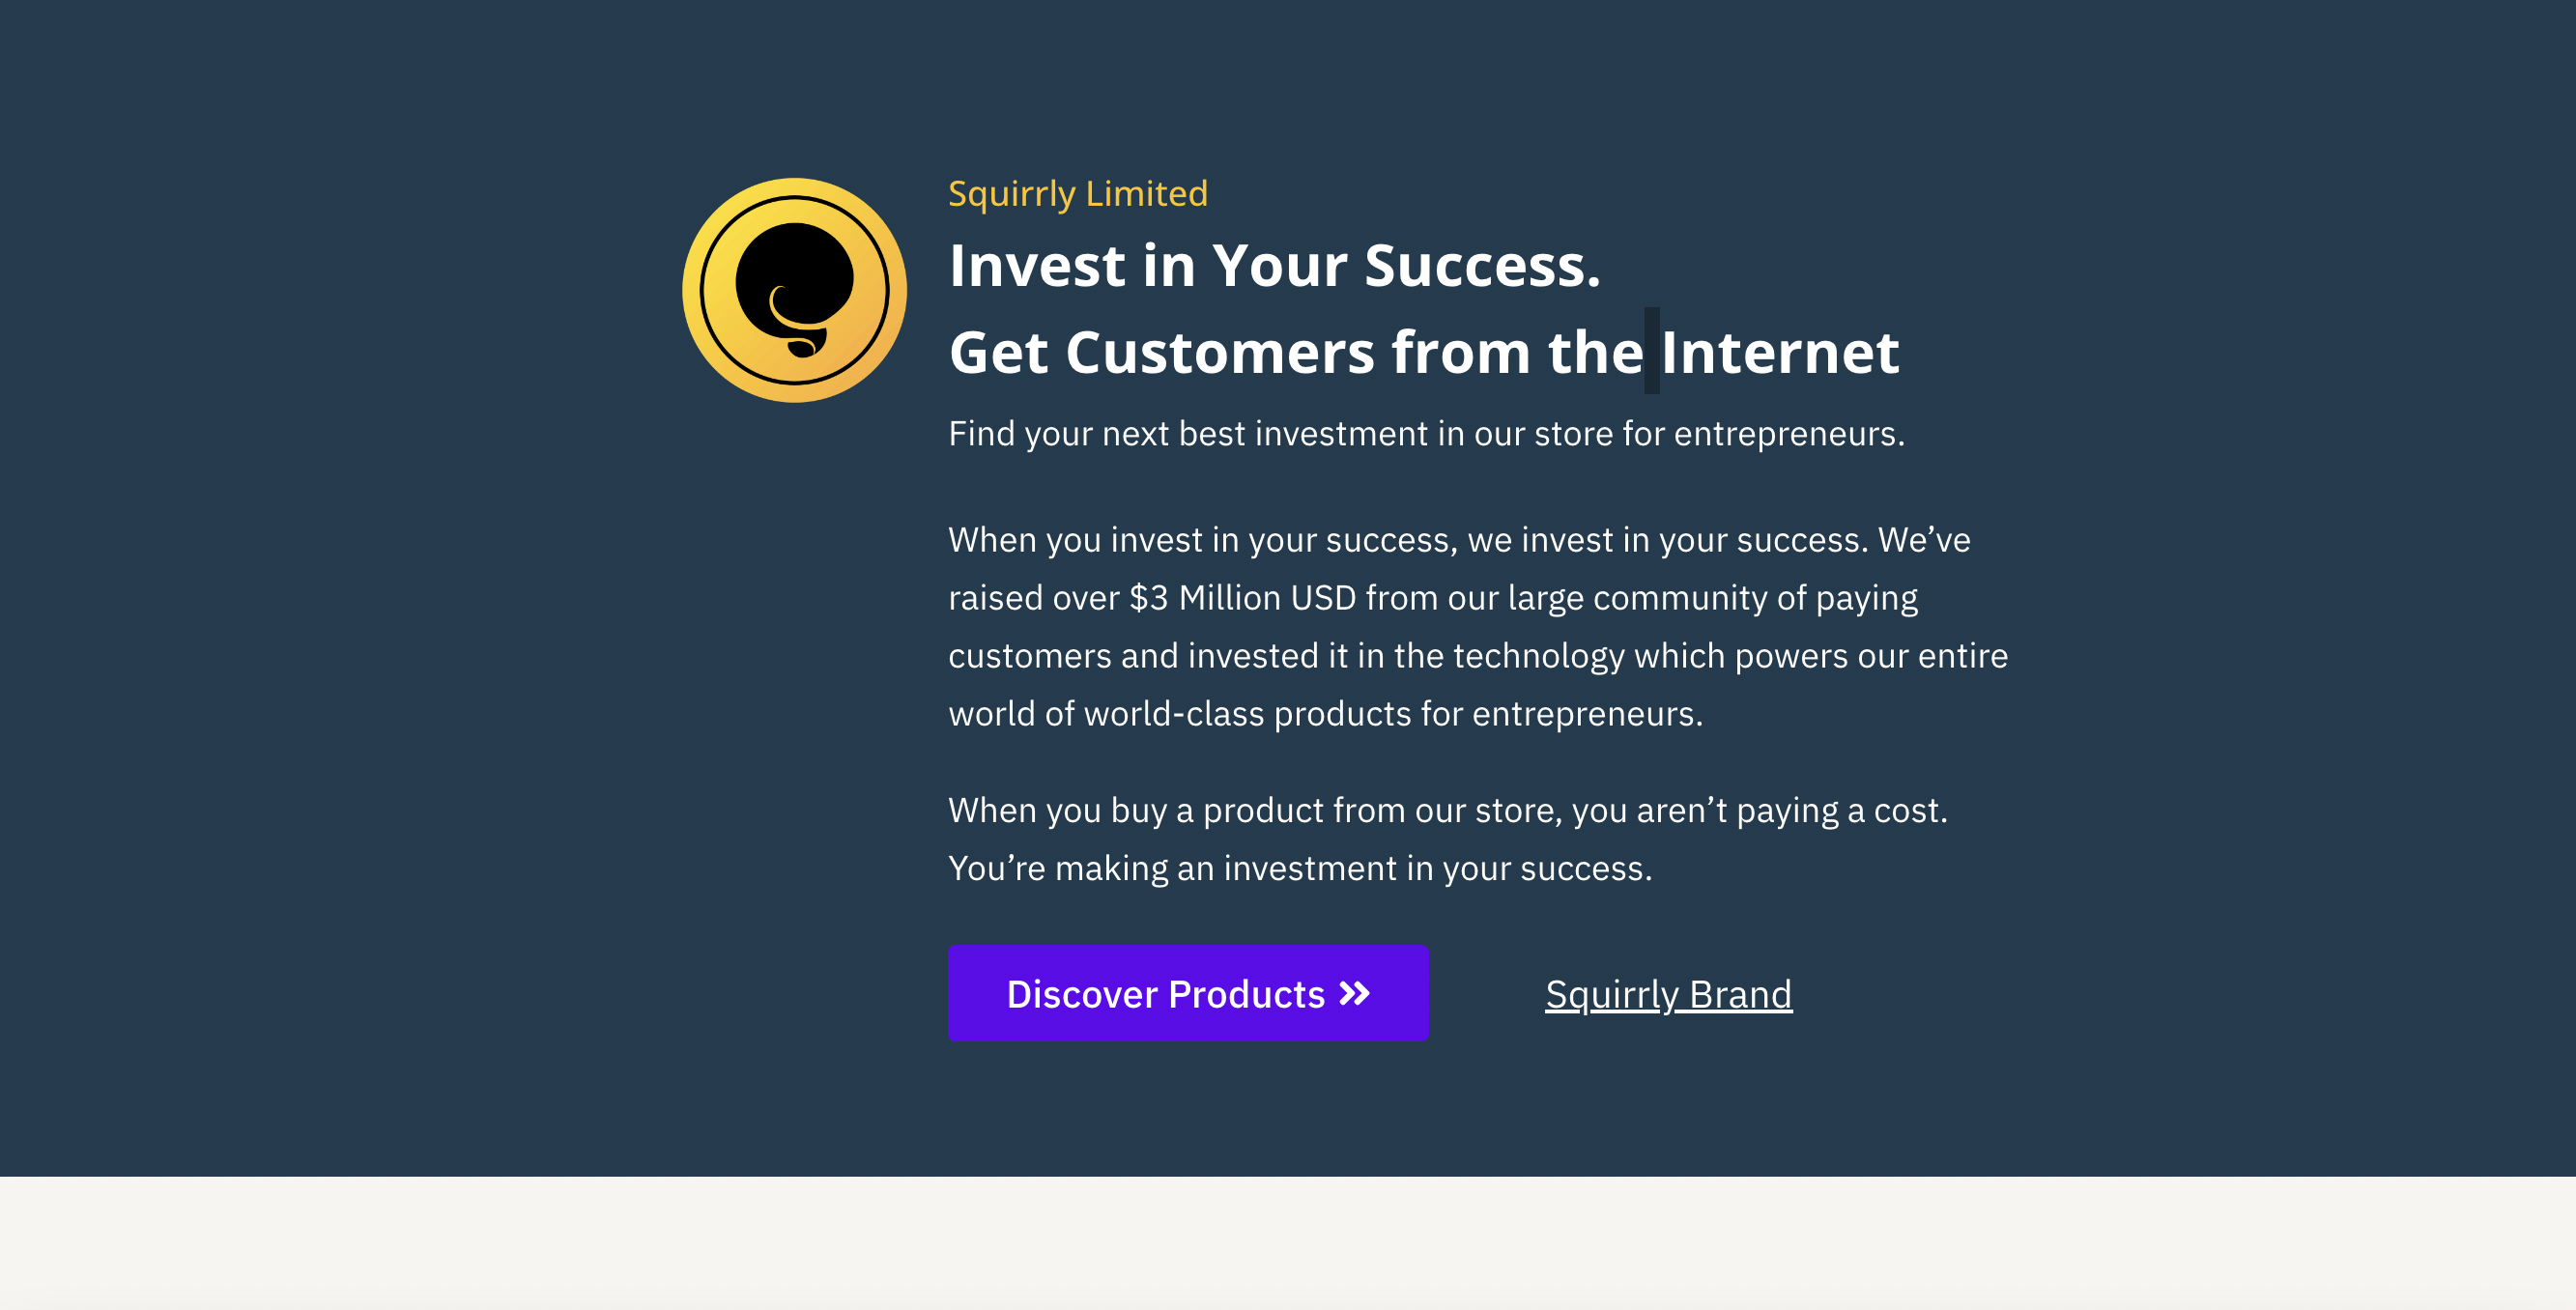 Squirrly Limited
Invest in Your Success.
Get Customers from the Internet
Find your next best investment in our store for entrepreneurs.
When you invest in your success, we invest in your success. We’ve
raised over $3 Million USD from our large community of paying
customers and invested it in the technology which powers our entire
world of world-class products for entrepreneurs.
When you buy a product from our store, you aren’t paying a cost.
You’re making an investment in your success.
Discover Products »
Squirrly Brand